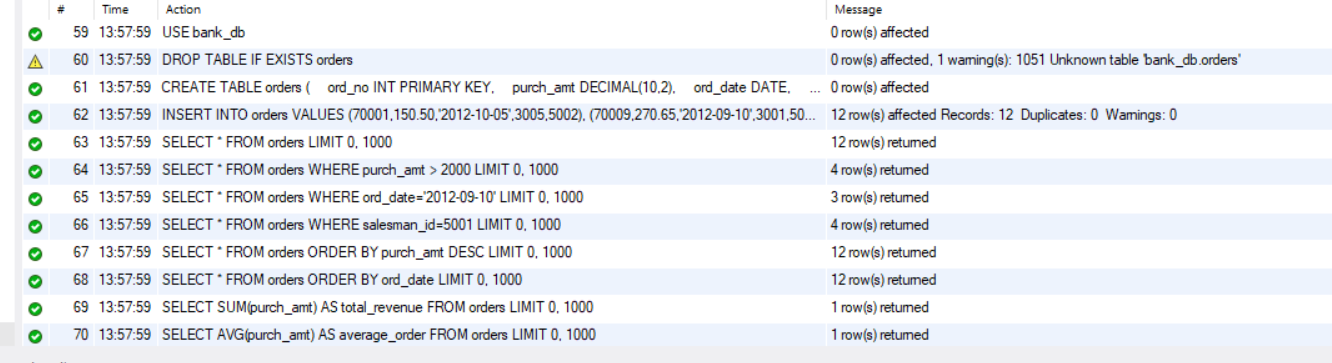 # Time Action Message
59 13:57:59 USE bank_db 0 row(s) affected
60 13:57:59 DROP TABLE IF EXISTS orders 0 row(s) affected, 1 warning(s): 1051 Unknown table 'bank_db.orders'
61 13:57:59 CREATE TABLE orders ( ord_no INT PRIMARY KEY, purch_amt DECIMAL(10,2), ord_date DATE, ... 0 row(s) affected
62 13:57:59 INSERT INTO orders VALUES (70001,150.50,'2012-10-05',3005,5002), (70009,270.65,'2012-09-10',3001,50... 12 row(s) affected Records: 12 Duplicates: 0 Warnings: 0
63 13:57:59 SELECT * FROM orders LIMIT 0, 1000 12 row(s) returned
64 13:57:59 SELECT * FROM orders WHERE purch_amt > 2000 LIMIT 0, 1000 4 row(s) returned
65 13:57:59 SELECT * FROM orders WHERE ord_date='2012-09-10' LIMIT 0, 1000 3 row(s) returned
66 13:57:59 SELECT * FROM orders WHERE salesman_id=5001 LIMIT 0, 1000 4 row(s) returned
67 13:57:59 SELECT * FROM orders ORDER BY purch_amt DESC LIMIT 0, 1000 12 row(s) returned
68 13:57:59 SELECT * FROM orders ORDER BY ord_date LIMIT 0, 1000 12 row(s) returned
69 13:57:59 SELECT SUM(purch_amt) AS total_revenue FROM orders LIMIT 0, 1000 1 row(s) returned
70 13:57:59 SELECT AVG(purch_amt) AS average_order FROM orders LIMIT 0, 1000 1 row(s) returned